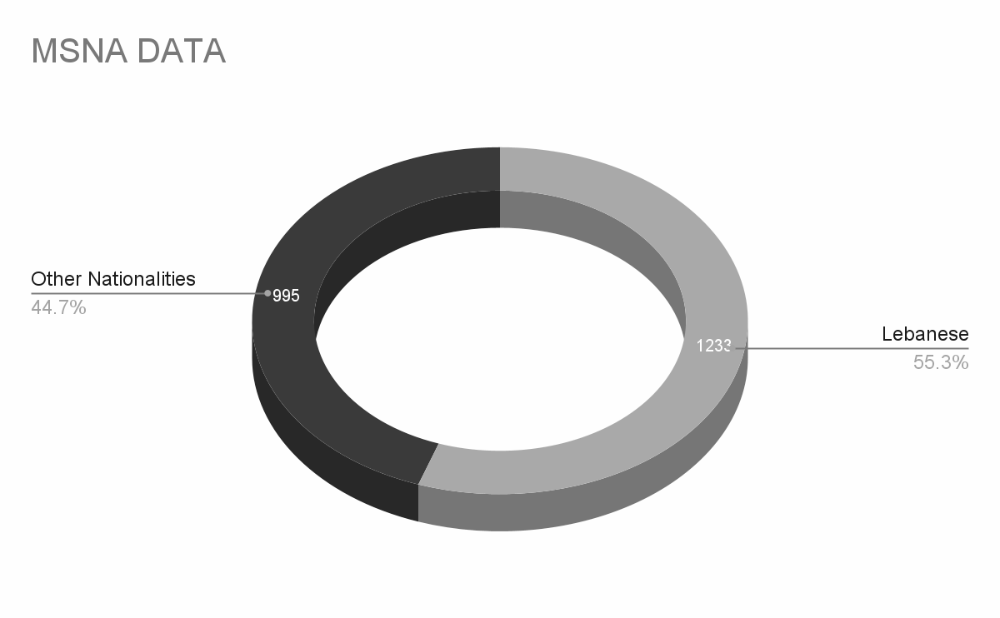 MSNA DATA
Other Nationalities
44.7%
995
1233
Lebanese
55.3%